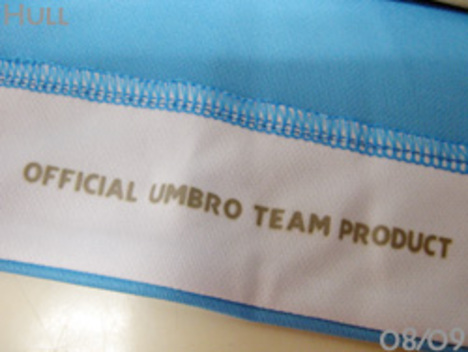 HULL
OFFICIAL UMBRO TEAM PRODUCT
08/09